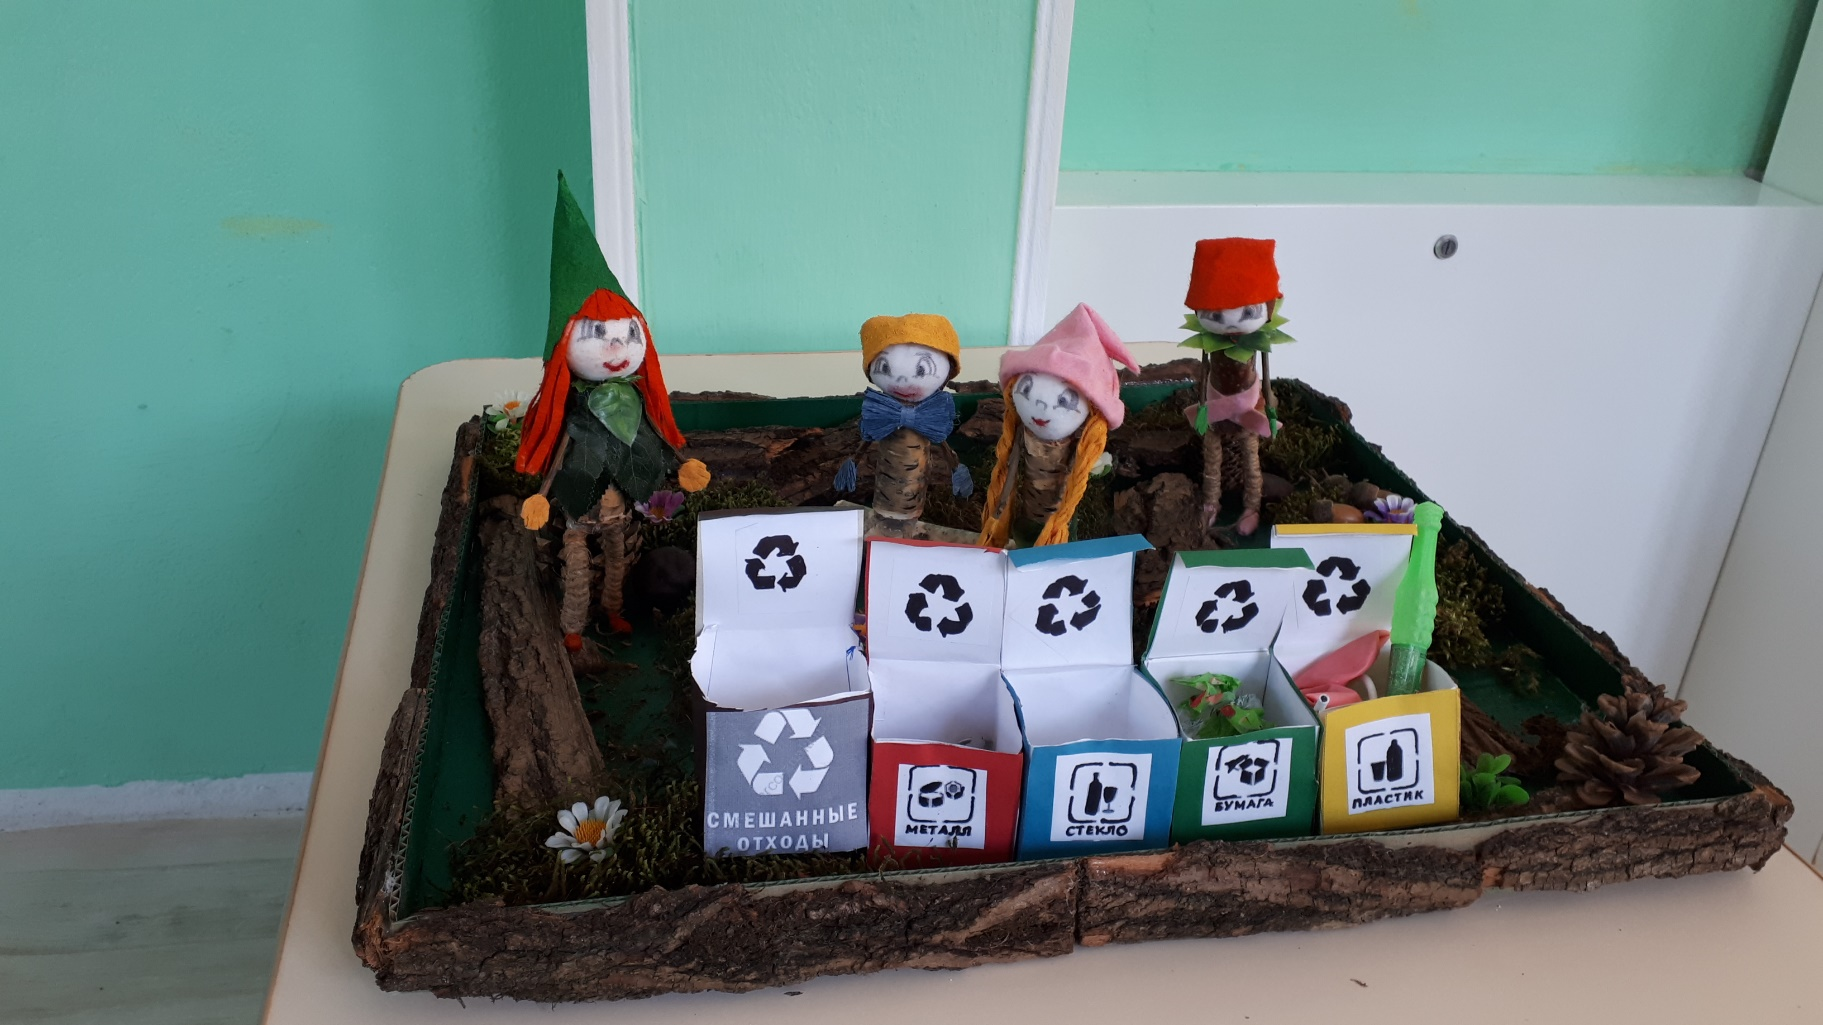 СМЕШАННЫЕ
ОТХОДЫ
МЕТАЛЛ
СТЕКЛО
БУМАГА
ПЛАСТИК